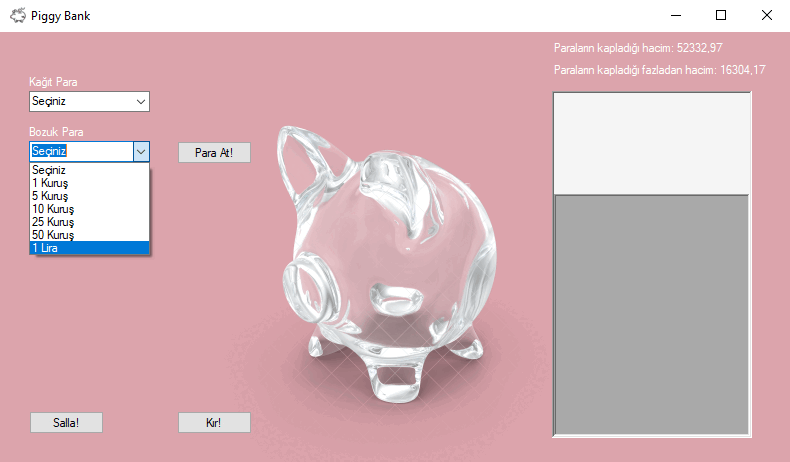 Piggy Bank
Paraların kapladığı hacim: 52332,97
Paraların kapladığı fazladan hacim: 16304,17
Kağıt Para
Seçiniz
Bozuk Para
Seçiniz
Para At!
Seçiniz
1 Kuruş
5 Kuruş
10 Kuruş
25 Kuruş
50 Kuruş
1 Lira
Salla!
Kır!